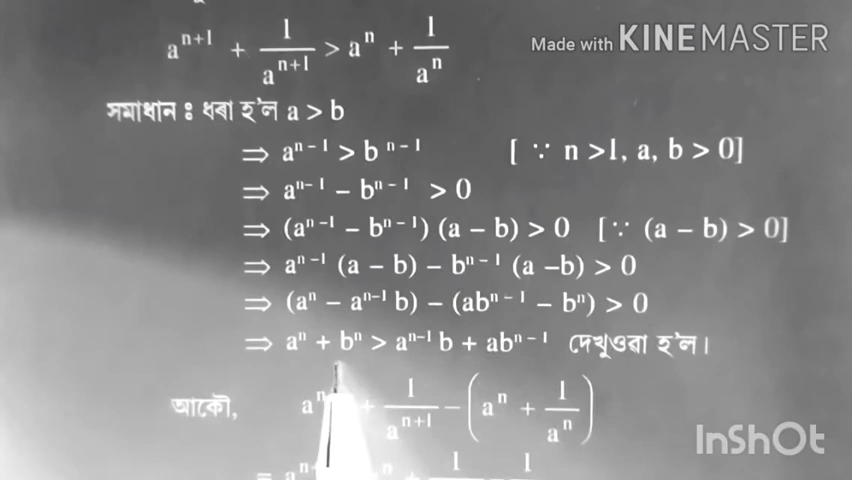 a^{n+1} + 1/a^{n+1} > a^n + 1/a^n
Made with KINEMASTER
সমাধান ঃ ধৰা হ'ল a > b
⇒ a^{n-1} > b^{n-1} [ ∵ n >1, a, b > 0]
⇒ a^{n-1} - b^{n-1} > 0
⇒ (a^{n-1} - b^{n-1}) (a - b) > 0 [∵ (a - b) > 0]
⇒ a^{n-1} (a - b) - b^{n-1} (a -b) > 0
⇒ (a^n - a^{n-1} b) - (ab^{n-1} - b^n) > 0
⇒ a^n + b^n > a^{n-1} b + ab^{n-1} দেখুওৱা হ'ল।
আকৌ, a^n + 1/a^{n+1} - (a^n + 1/a^n)
InShOt